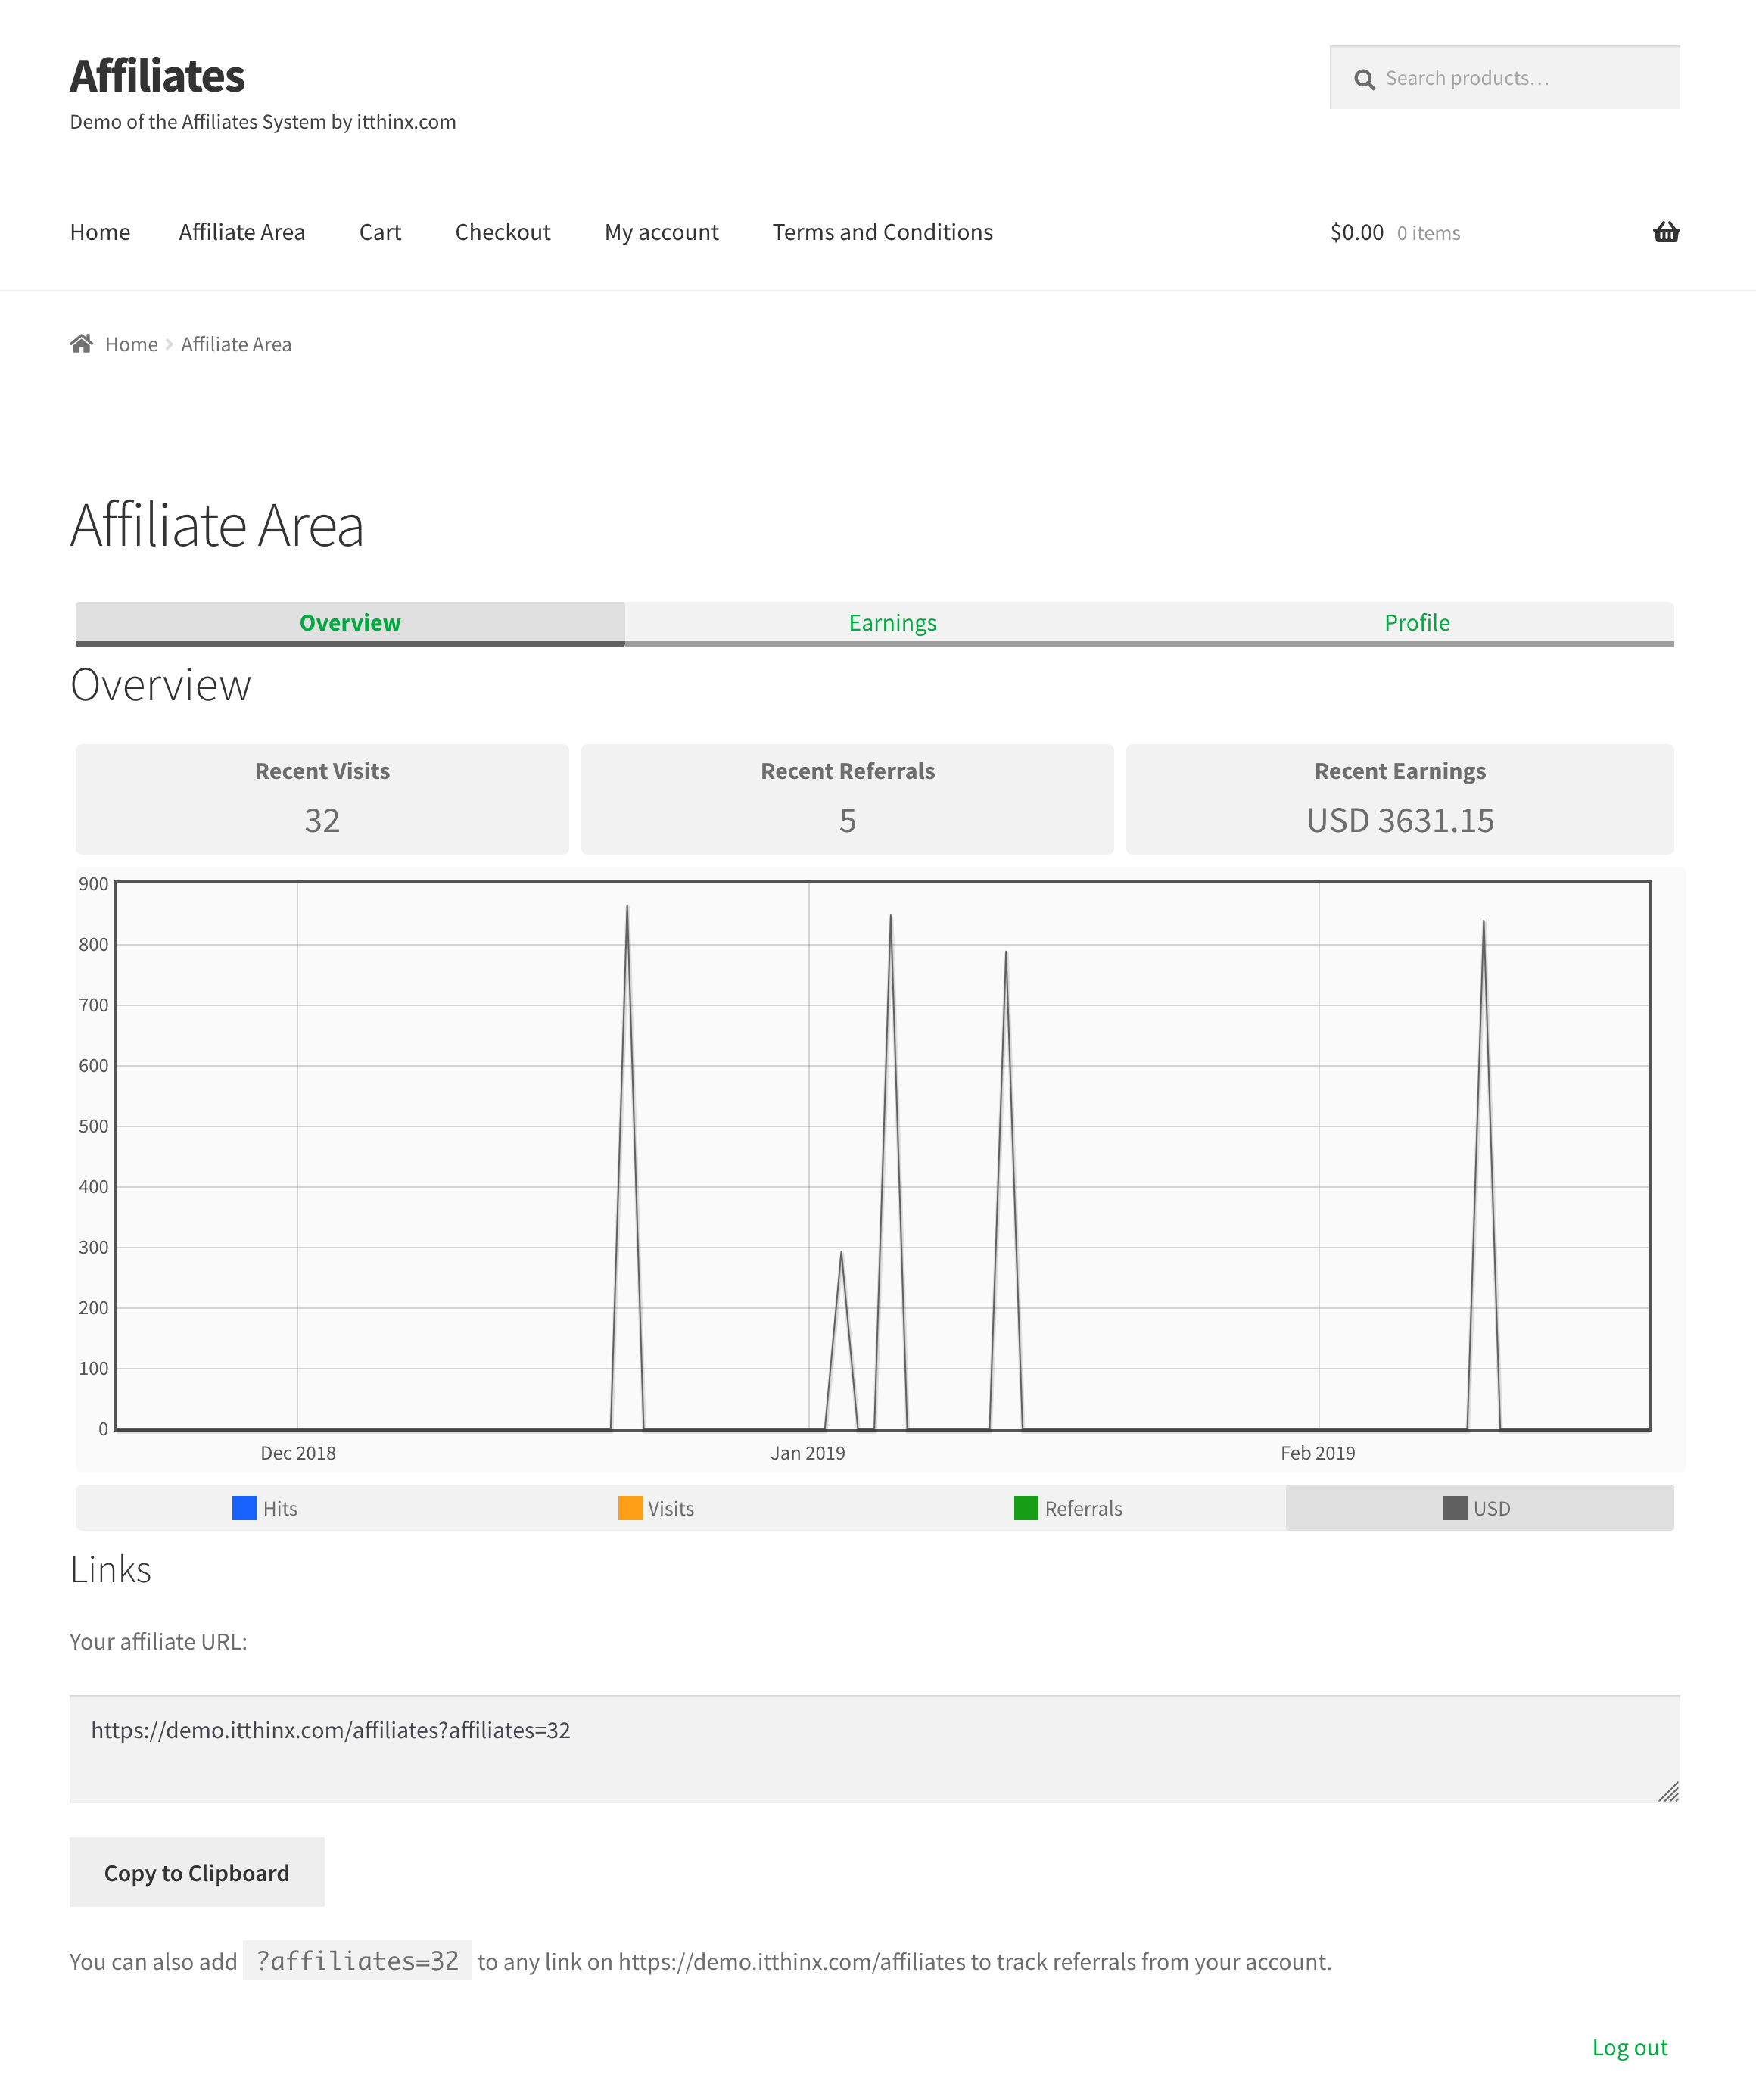 Affiliates
Search products…
Demo of the Affiliates System by itthinx.com
Home Affiliate Area Cart Checkout My account Terms and Conditions $0.00 0 items
Home Affiliate Area
Affiliate Area
Overview Earnings Profile
Overview
Recent Visits Recent Referrals Recent Earnings
32 5 USD 3631.15
900
800
700
600
500
400
300
200
100
0
Dec 2018 Jan 2019 Feb 2019
Hits Visits Referrals USD
Links
Your affiliate URL:
https://demo.itthinx.com/affiliates?affiliates=32
Copy to Clipboard
You can also add ?affiliates=32 to any link on https://demo.itthinx.com/affiliates to track referrals from your account.
Log out